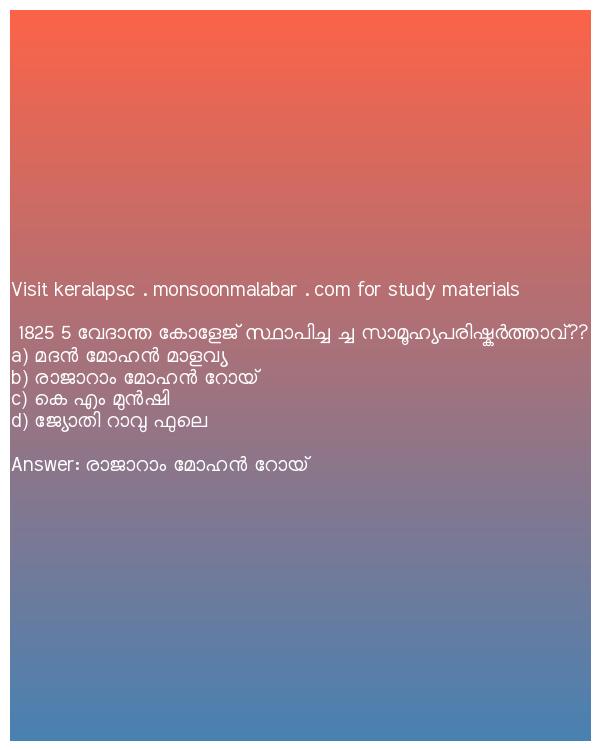 Visit keralapsc . monsoonmalabar . com for study materials
1825 5 വേദാന്ത കോളേജ് സ്ഥാപിച്ച ച്ച സാമൂഹ്യപരിഷ്കർത്താവ്??
a) മദൻ മോഹൻ മാളവ്യ
b) രാജാറാം മോഹൻ റോയ്
c) കെ എം മുൻഷി
d) ജ്യോതി റാവു ഫുലെ
Answer: രാജാറാം മോഹൻ റോയ്